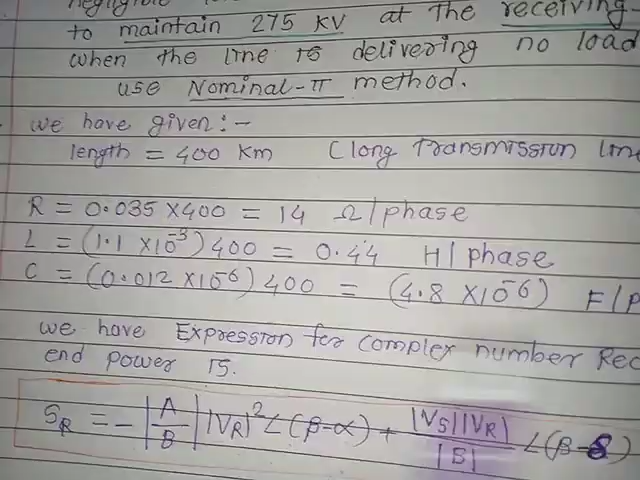 negligible
to maintain 275 KV at the receiving-
when the line is delivering no load
use Nominal-π method.
we have given:-
length = 400 Km (long Transmission line
R = 0.035 × 400 = 14 Ω/phase
L = (1.1 × 10⁻³) 400 = 0.44 H/phase
C = (0.012 × 10⁻⁶) 400 = (4.8 × 10⁻⁶) F/P
we have Expression for complex number Rec
end power is.
S_R = - |A/B| |V_R|² ∠(β-α) + |V_S||V_R|/|B| ∠(β-δ)